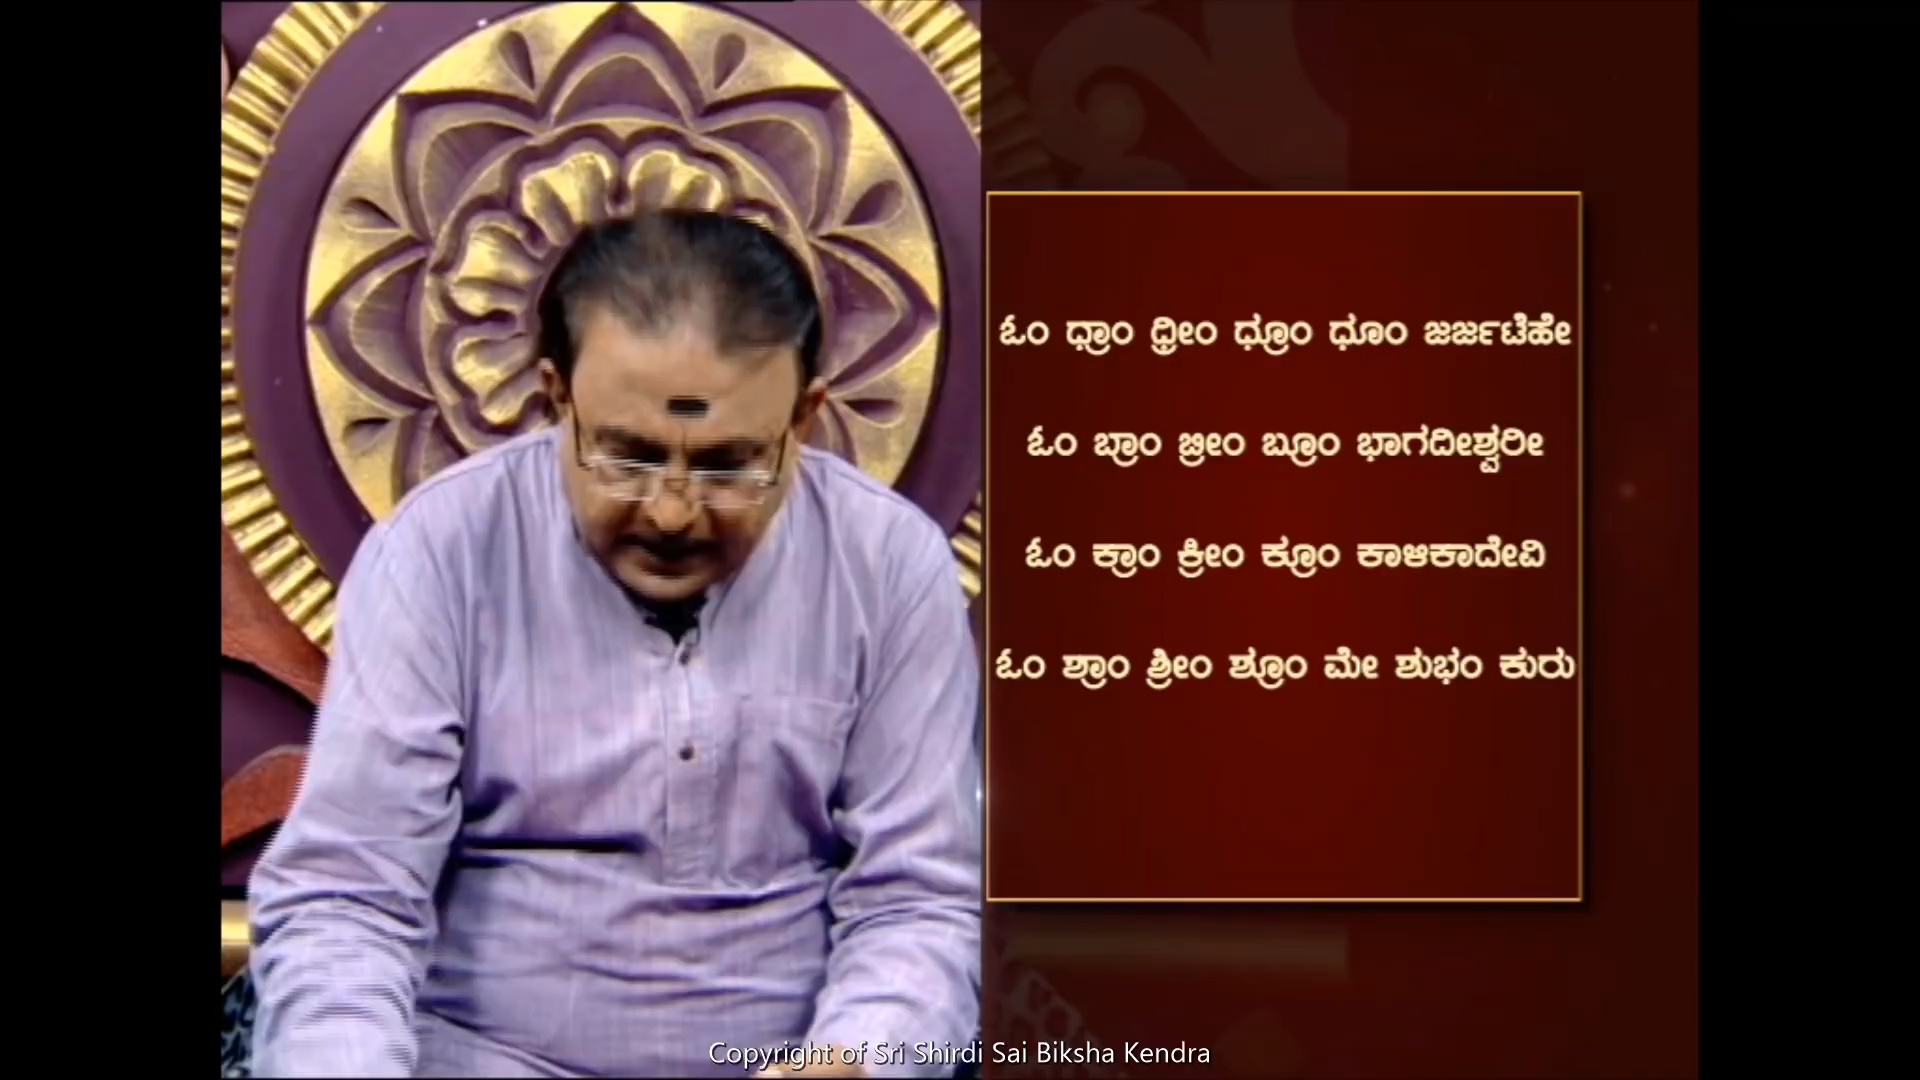 ಓಂ ಧ್ರಾಂ ಧ್ರೀಂ ಧ್ರೂಂ ಧೂಂ ಜರ್ಜಟೆಹೇ
ಓಂ ಬ್ರಾಂ ಬ್ರೀಂ ಬ್ರೂಂ ಭಾಗದೀಶ್ವರೀ
ಓಂ ಕ್ರಾಂ ಕ್ರೀಂ ಕ್ರೂಂ ಕಾಳಿಕಾದೇವಿ
ಓಂ ಶ್ರಾಂ ಶ್ರೀಂ ಶ್ರೂಂ ಮೇ ಶುಭಂ ಕುರು
Copyright of Sri Shirdi Sai Biksha Kendra